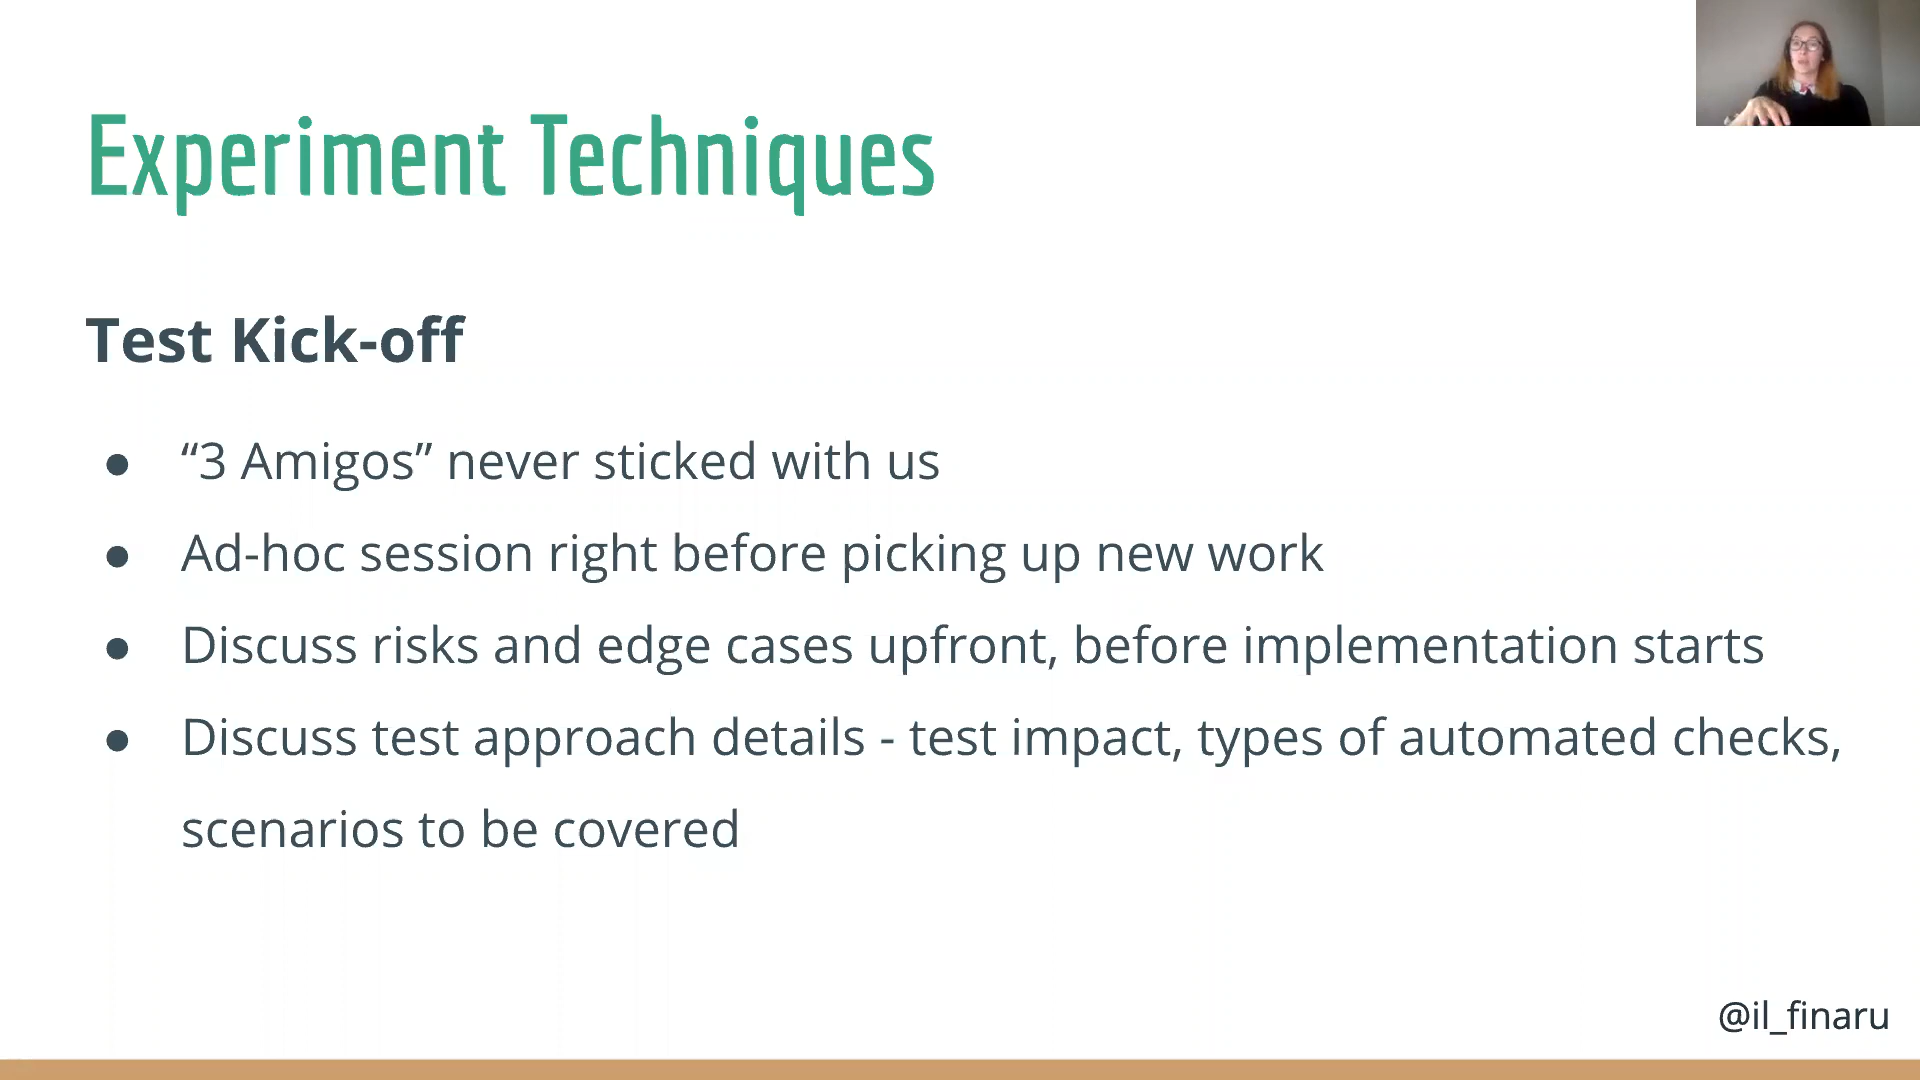 Experiment Techniques
Test Kick-off
● “3 Amigos” never sticked with us
● Ad-hoc session right before picking up new work
● Discuss risks and edge cases upfront, before implementation starts
● Discuss test approach details - test impact, types of automated checks,
scenarios to be covered
@il_finaru